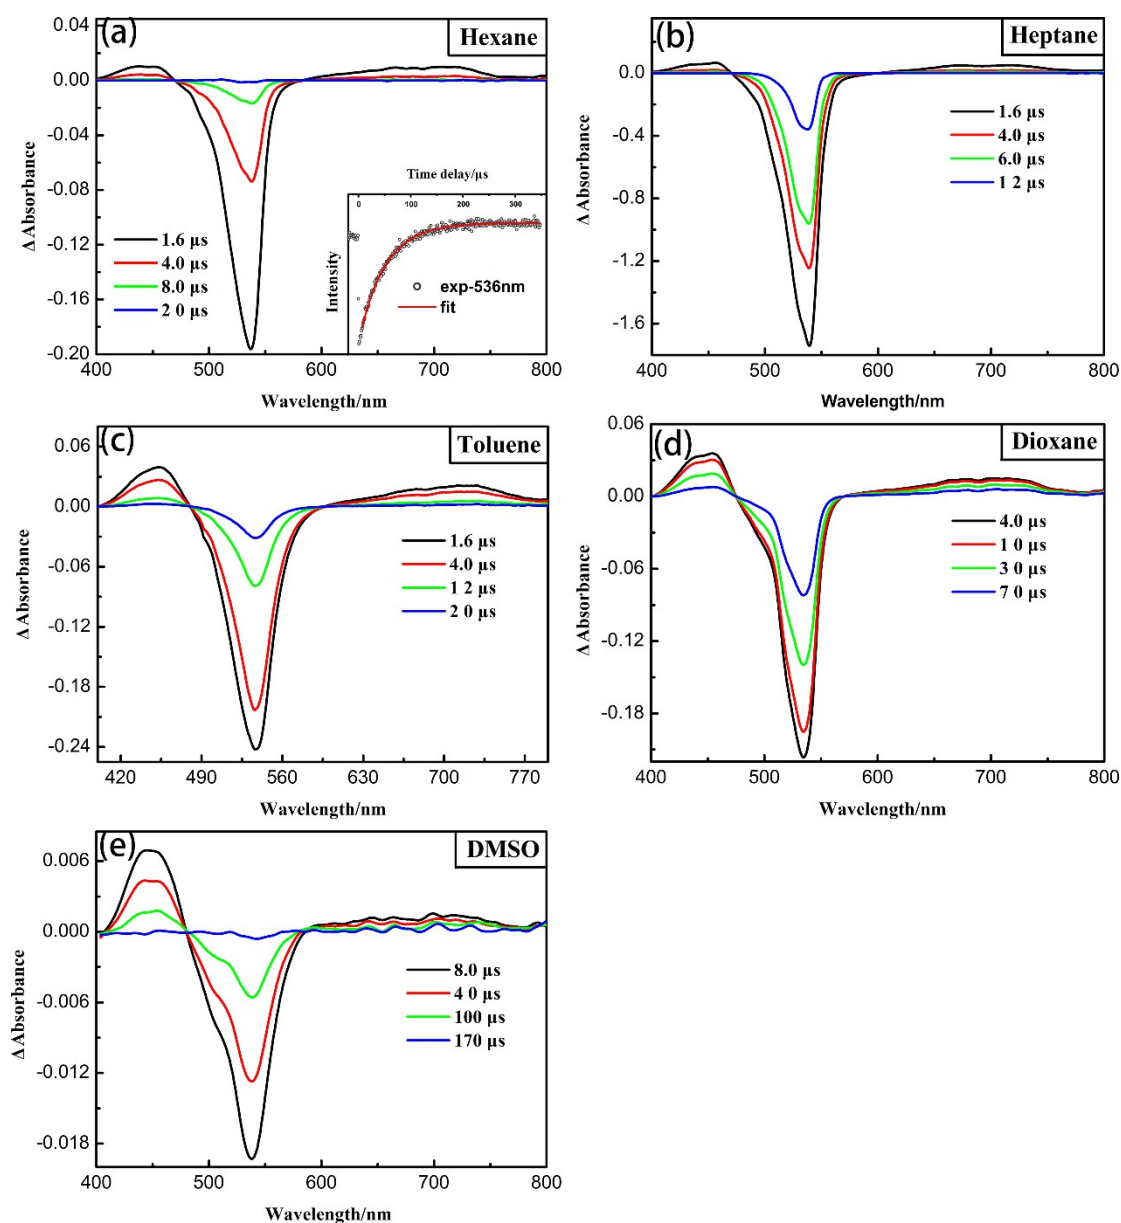 (a)
Hexane
0.04
0.00
-0.04
-0.08
-0.12
-0.16
-0.20
Δ Absorbance
1.6 µs
4.0 µs
8.0 µs
2 0 µs
Time delay/µs
0 100 200 300
Intensity
exp-536nm
fit
400 500 600 700 800
Wavelength/nm
(b)
Heptane
0.0
-0.4
-0.8
-1.2
-1.6
Δ Absorbance
1.6 µs
4.0 µs
6.0 µs
1 2 µs
400 500 600 700 800
Wavelength/nm
(c)
Toluene
0.06
0.00
-0.06
-0.12
-0.18
-0.24
Δ Absorbance
1.6 µs
4.0 µs
1 2 µs
2 0 µs
420 490 560 630 700 770
Wavelength/nm
(d)
Dioxane
0.06
0.00
-0.06
-0.12
-0.18
Δ Absorbance
4.0 µs
1 0 µs
3 0 µs
7 0 µs
400 500 600 700 800
Wavelength/nm
(e)
DMSO
0.006
0.000
-0.006
-0.012
-0.018
Δ Absorbance
8.0 µs
4 0 µs
100 µs
170 µs
400 500 600 700 800
Wavelength/nm